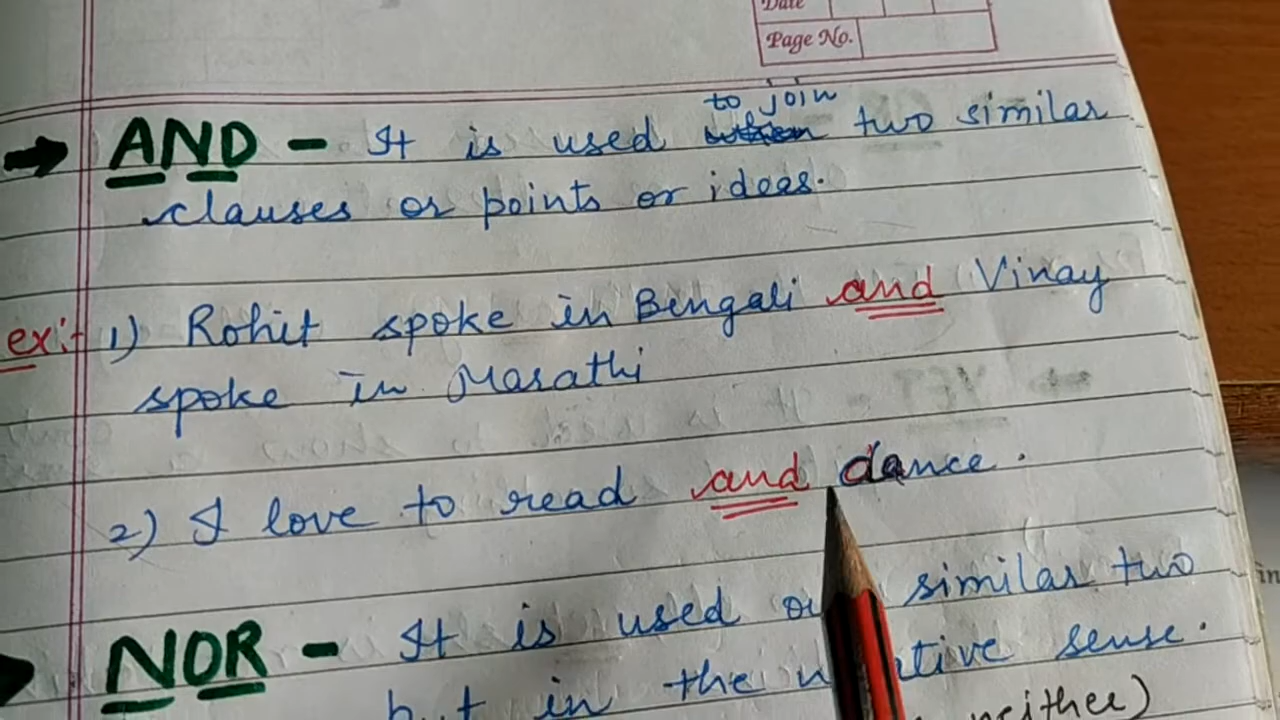 Date
Page No.
to join
AND - It is used when two similar
clauses or points or ideas.
ex:- 1) Rohit spoke in Bengali and Vinay
spoke in Marathi
2) I love to read and dance.
NOR - It is used similar two
but in the sense.
neither)
in